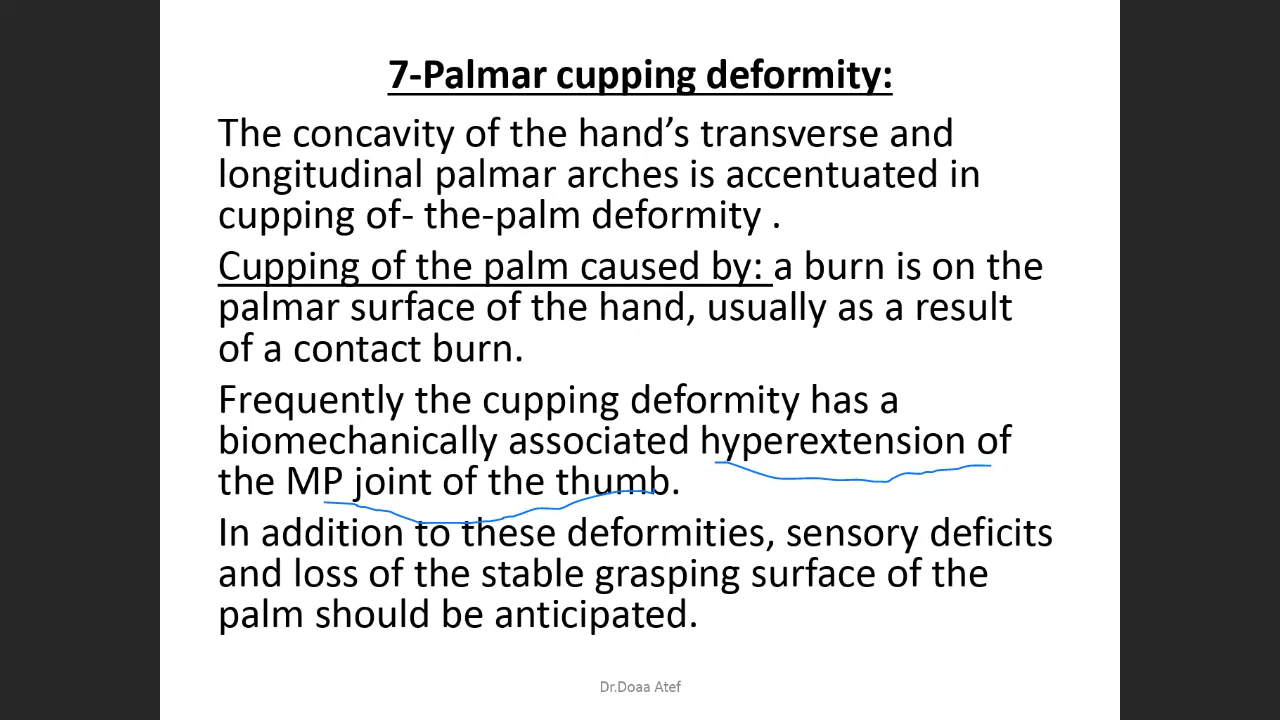 7-Palmar cupping deformity:
The concavity of the hand’s transverse and
longitudinal palmar arches is accentuated in
cupping of- the-palm deformity .
Cupping of the palm caused by: a burn is on the
palmar surface of the hand, usually as a result
of a contact burn.
Frequently the cupping deformity has a
biomechanically associated hyperextension of
the MP joint of the thumb.
In addition to these deformities, sensory deficits
and loss of the stable grasping surface of the
palm should be anticipated.
Dr.Doaa Atef